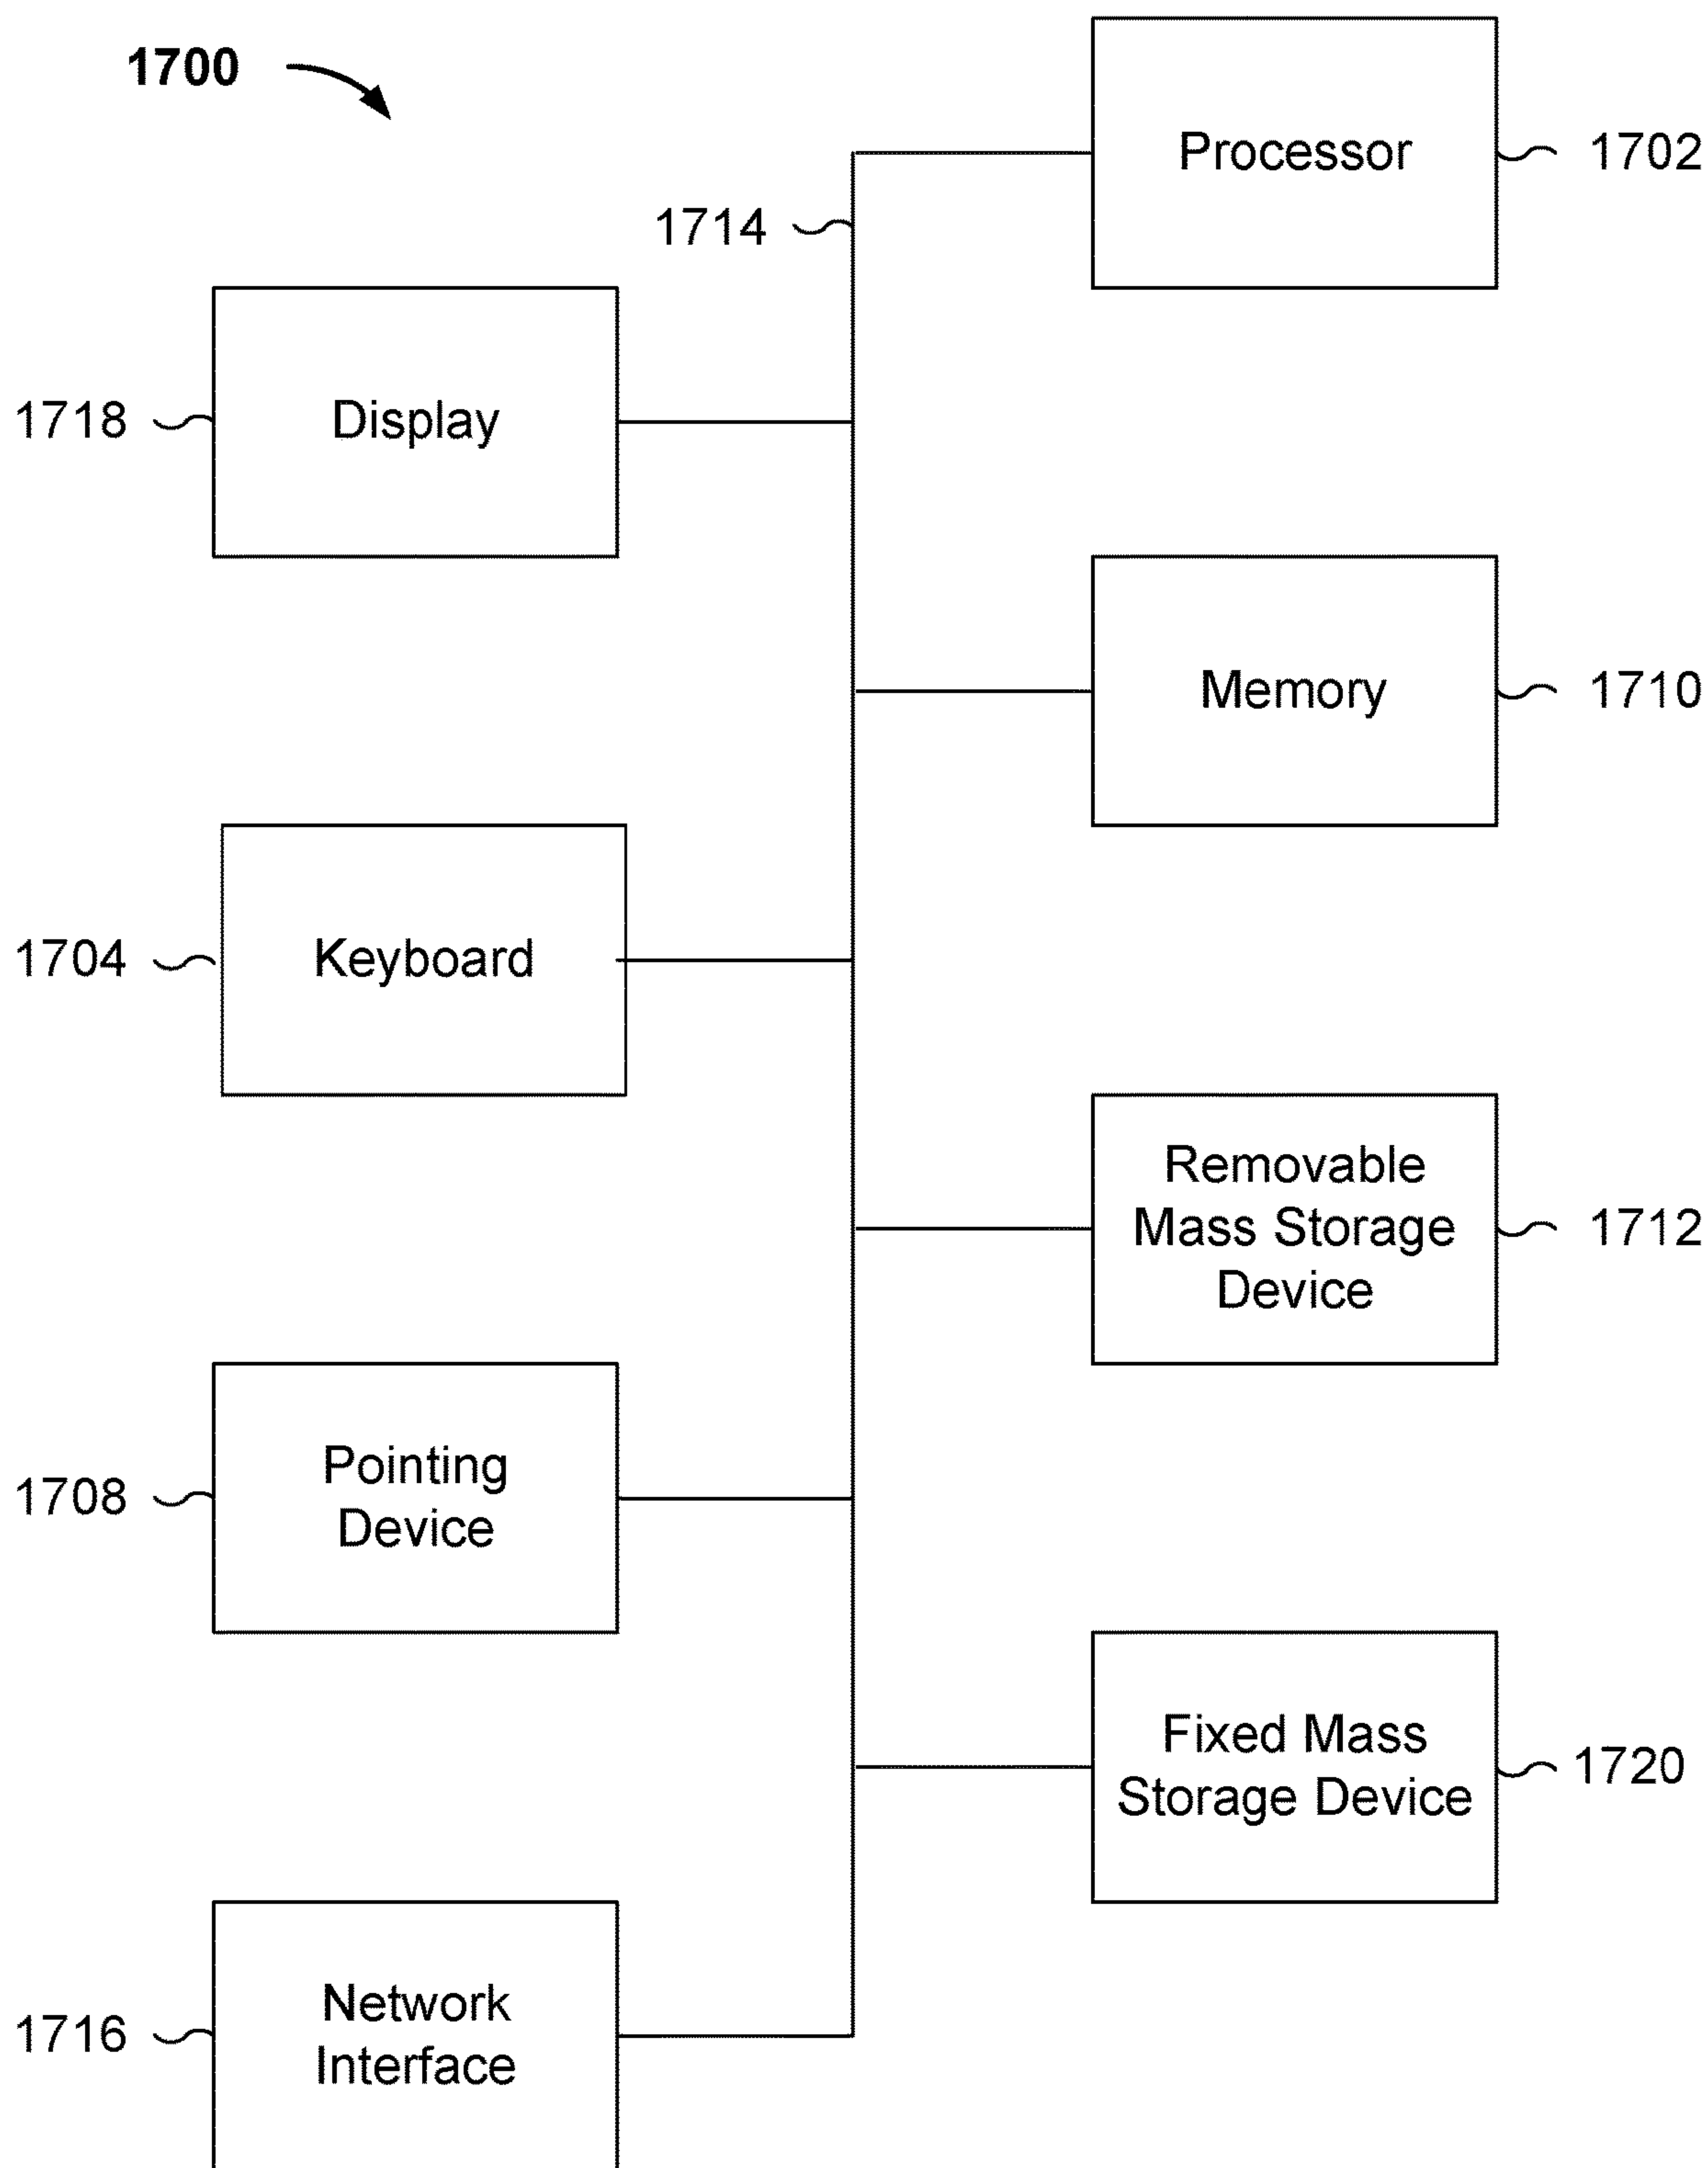 1700
Processor
1702
1714
1718
Display
Memory
1710
1704
Keyboard
Removable
Mass Storage
Device
1712
1708
Pointing
Device
Fixed Mass
Storage Device
1720
1716
Network
Interface